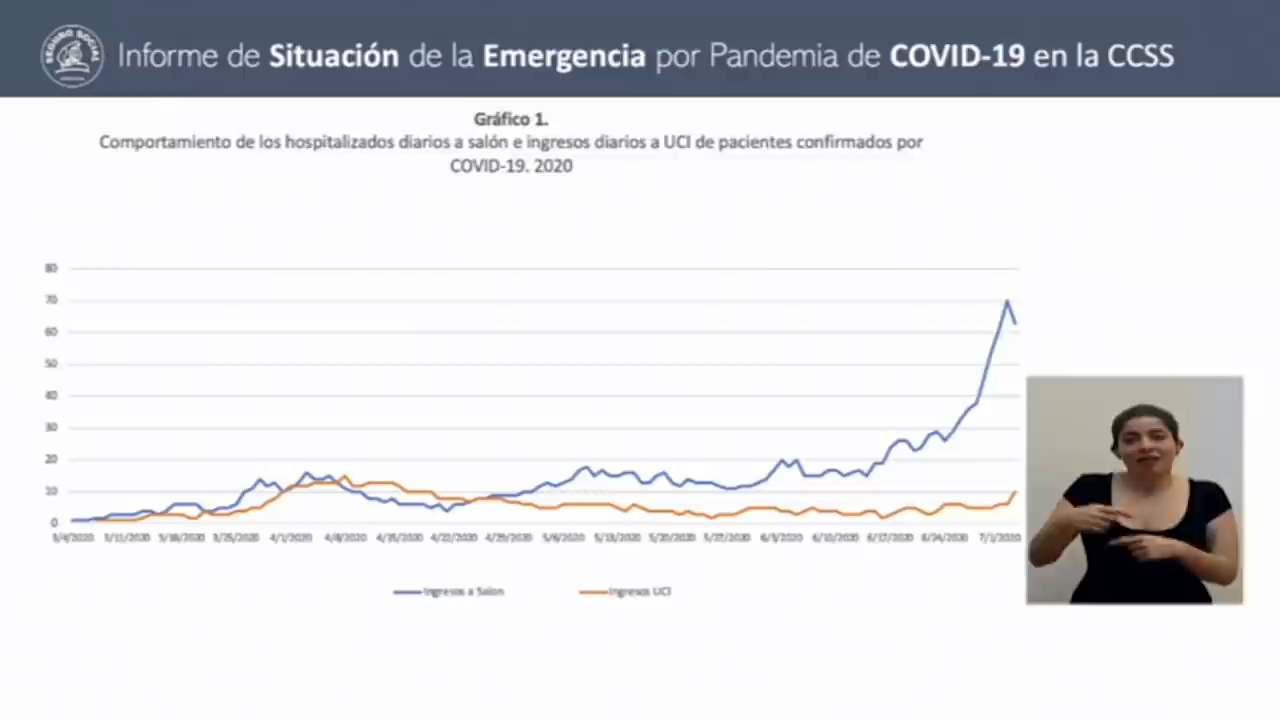 SEGURO SOCIAL
Informe de Situación de la Emergencia por Pandemia de COVID-19 en la CCSS
Gráfico 1.
Comportamiento de los hospitalizados diarios a salón e ingresos diarios a UCI de pacientes confirmados por
COVID-19. 2020
80
70
60
50
40
30
20
10
0
3/4/2020 3/11/2020 3/18/2020 3/25/2020 4/1/2020 4/8/2020 4/15/2020 4/22/2020 4/29/2020 5/6/2020 5/13/2020 5/20/2020 5/27/2020 6/3/2020 6/10/2020 6/17/2020 6/24/2020 7/1/2020
Ingresos a Salon Ingresos UCI